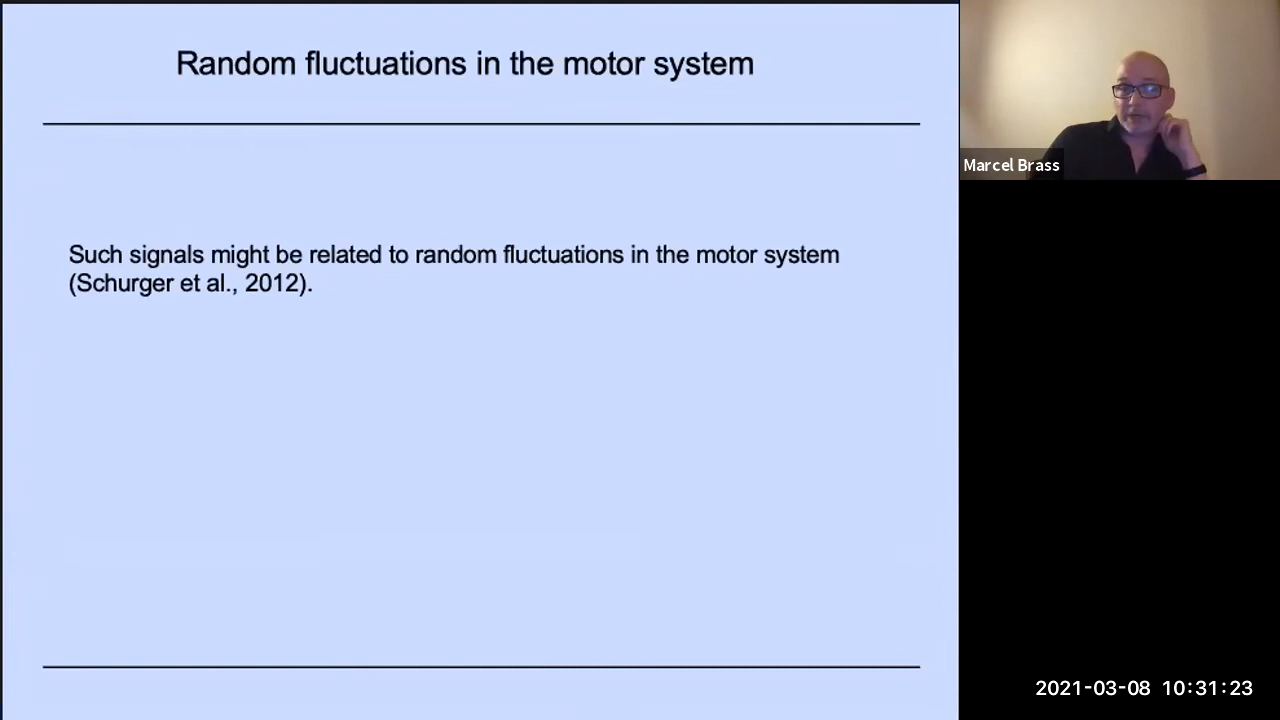 Random fluctuations in the motor system
Such signals might be related to random fluctuations in the motor system
(Schurger et al., 2012).
Marcel Brass
2021-03-08 10:31:23